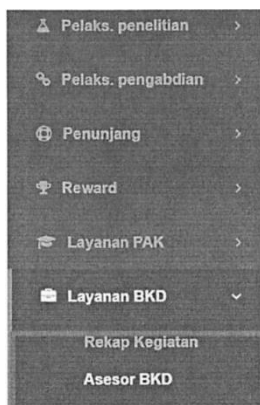 Pelaks. penelitian
Pelaks. pengabdian
Penunjang
Reward
Layanan PAK
Layanan BKD
Rekap Kegiatan
Asesor BKD